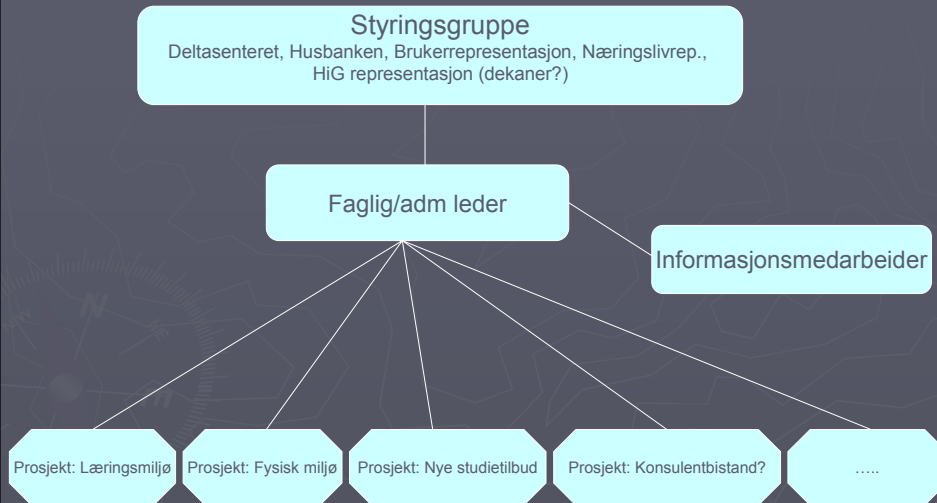 Styringsgruppe
Deltasenteret, Husbanken, Brukerrepresentasjon, Næringslivrep.,
HiG representasjon (dekaner?)
Faglig/adm leder
Informasjonsmedarbeider
Prosjekt: Læringsmiljø
Prosjekt: Fysisk miljø
Prosjekt: Nye studietilbud
Prosjekt: Konsulentbistand?
…..